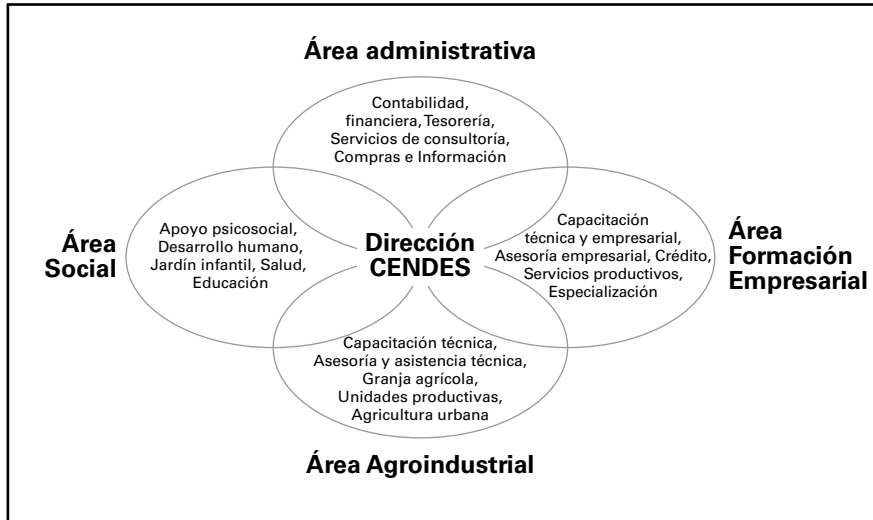 Área administrativa
Contabilidad,
financiera, Tesorería,
Servicios de consultoría,
Compras e Información
Área
Social
Apoyo psicosocial,
Desarrollo humano,
Jardín infantil, Salud,
Educación
Dirección
CENDES
Capacitación
técnica y empresarial,
Asesoría empresarial, Crédito,
Servicios productivos,
Especialización
Área
Formación
Empresarial
Capacitación técnica,
Asesoría y asistencia técnica,
Granja agrícola,
Unidades productivas,
Agricultura urbana
Área Agroindustrial